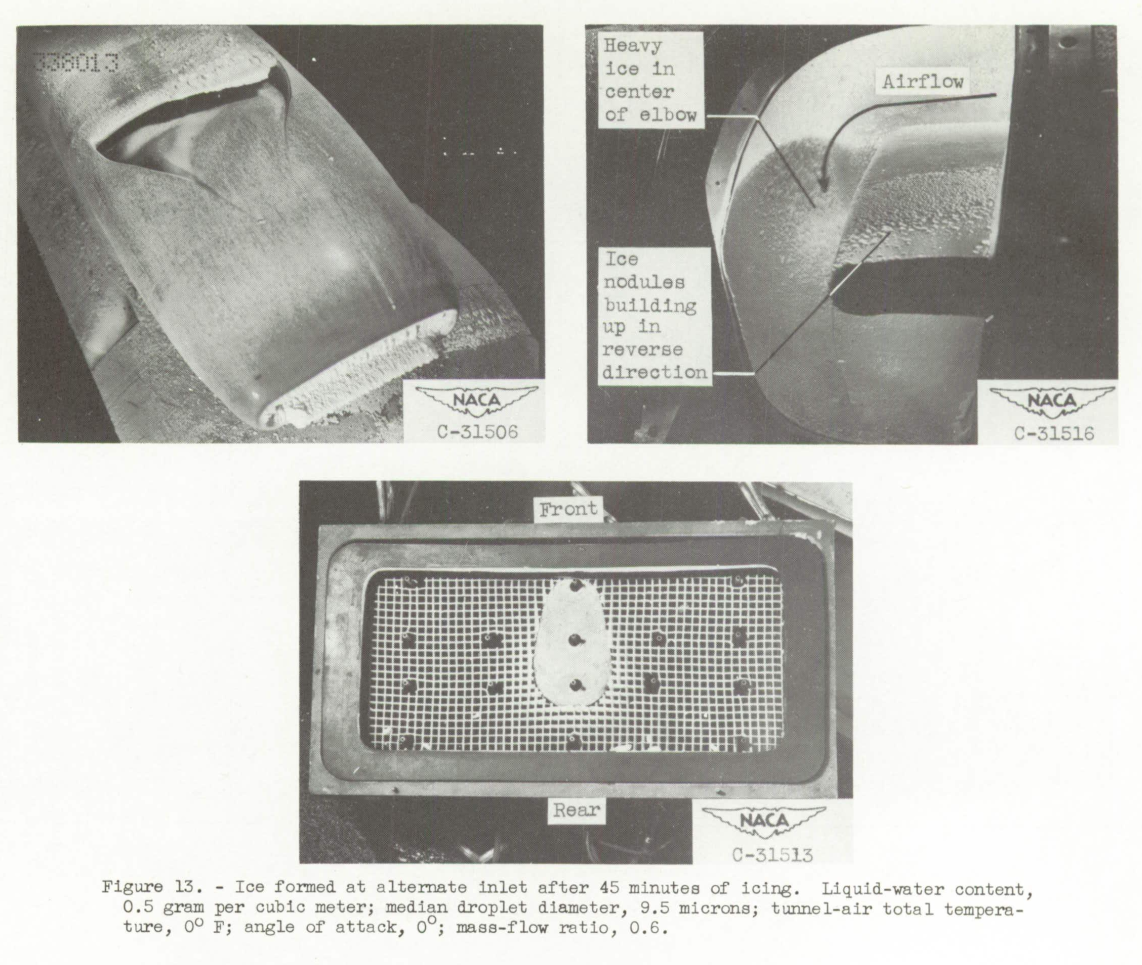 338013
NACA
C-31506
Heavy
ice in
center
of elbow
Airflow
Ice
nodules
building
up in
reverse
direction
NACA
C-31516
Front
Rear
NACA
C-31513
Figure 13. - Ice formed at alternate inlet after 45 minutes of icing. Liquid-water content,
0.5 gram per cubic meter; median droplet diameter, 9.5 microns; tunnel-air total tempera-
ture, 0° F; angle of attack, 0°; mass-flow ratio, 0.6.